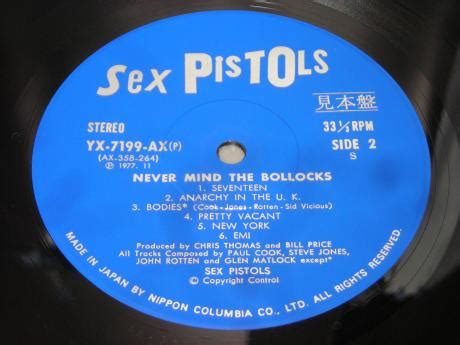 Sex PiSTOLs
見本盤
STEREO
33⅓ RPM
YX-7199-AX(P)
SIDE 2
(AX-358-264)
S
Ⓟ 1977. 11
NEVER MIND THE BOLLOCKS
1. SEVENTEEN
2. ANARCHY IN THE U. K.
3. BODIES* (Cook-Jones-Rotten-Sid Vicious)
4. PRETTY VACANT
5. NEW YORK
6. EMI
Produced by CHRIS THOMAS and BILL PRICE
All Tracks Composed by PAUL COOK, STEVE JONES,
JOHN ROTTEN and GLEN MATLOCK except*
SEX PISTOLS
© Copyright Control
MADE IN JAPAN BY NIPPON COLUMBIA CO., LTD. ALL RIGHTS RESERVED.